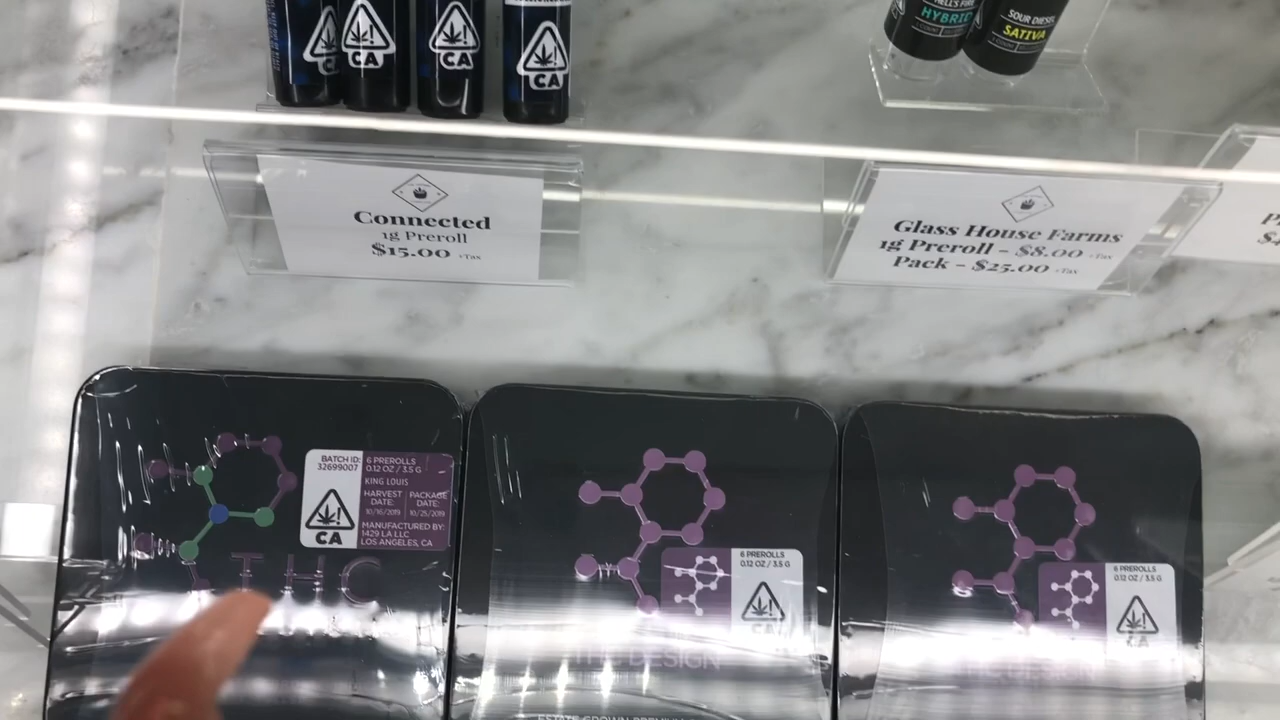 CA
CA
CA
CA
HELL'S FIRE
HYBRID
SOUR DIESEL
SATIVA
Connected
1g Preroll
$15.00 +Tax
Glass House Farms
1g Preroll - $8.00 +Tax
Pack - $25.00 +Tax
BATCH ID:
32699007
CA
6 PREROLLS
0.12 OZ / 3.5 G
KING LOUIS
HARVEST
DATE:
10/16/2019
PACKAGE
DATE:
10/25/2019
MANUFACTURED BY:
1429 LA LLC
LOS ANGELES, CA
THC
6 PREROLLS
0.12 OZ / 3.5 G
CA
THC DESIGN
6 PREROLLS
0.12 OZ / 3.5 G
CA